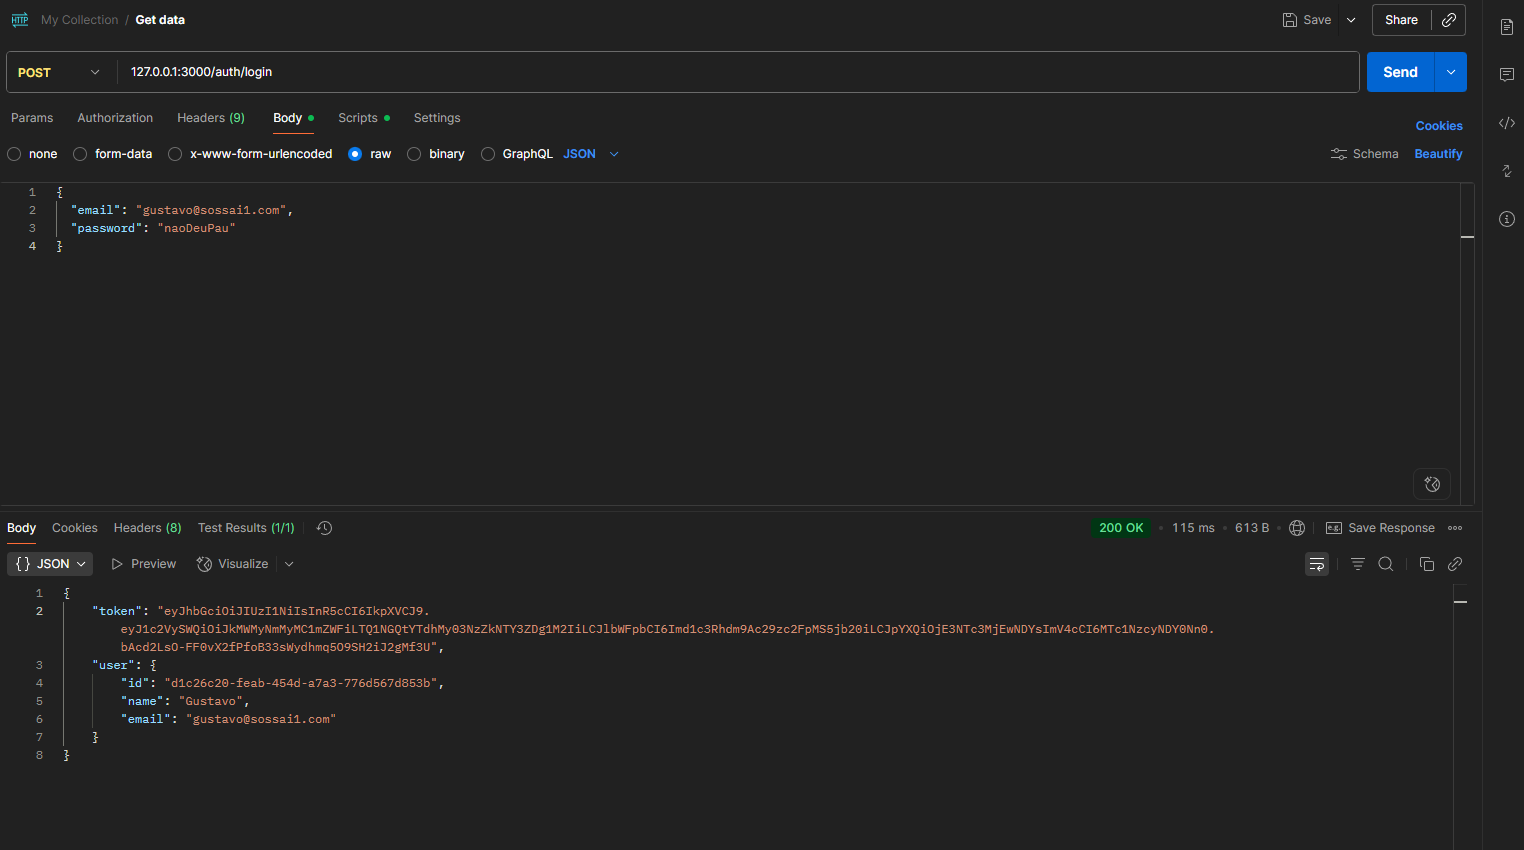 HTTP My Collection / Get data Save Share
POST 127.0.0.1:3000/auth/login Send
Params Authorization Headers (9) Body Scripts Settings Cookies
none form-data x-www-form-urlencoded raw binary GraphQL JSON Schema Beautify
1 {
2 "email": "gustavo@sossai1.com",
3 "password": "naoDeuPau"
4 }
Body Cookies Headers (8) Test Results (1/1) 200 OK 115 ms 613 B e.g. Save Response
{} JSON Preview Visualize
1 {
2 "token": "eyJhbGciOiJIUzI1NiIsInR5cCI6IkpXVCJ9.
eyJ1c2VySWQiOiJkMWMyNmMyMC1mZWFiLTQ1NGQtYTdhMy03NzZkNTY3ZDg1M2IiLCJlbWFpbCI6Imd1c3Rhdm9Ac29zc2FpMS5jb20iLCJpYXQiOjE3NTc3MjEwNDYsImV4cCI6MTc1NzcyNDY0Nn0.
bAcd2LsO-FF0vX2fPfoB33sWydhmq5O9SH2iJ2gMf3U",
3 "user": {
4 "id": "d1c26c20-feab-454d-a7a3-776d567d853b",
5 "name": "Gustavo",
6 "email": "gustavo@sossai1.com"
7 }
8 }